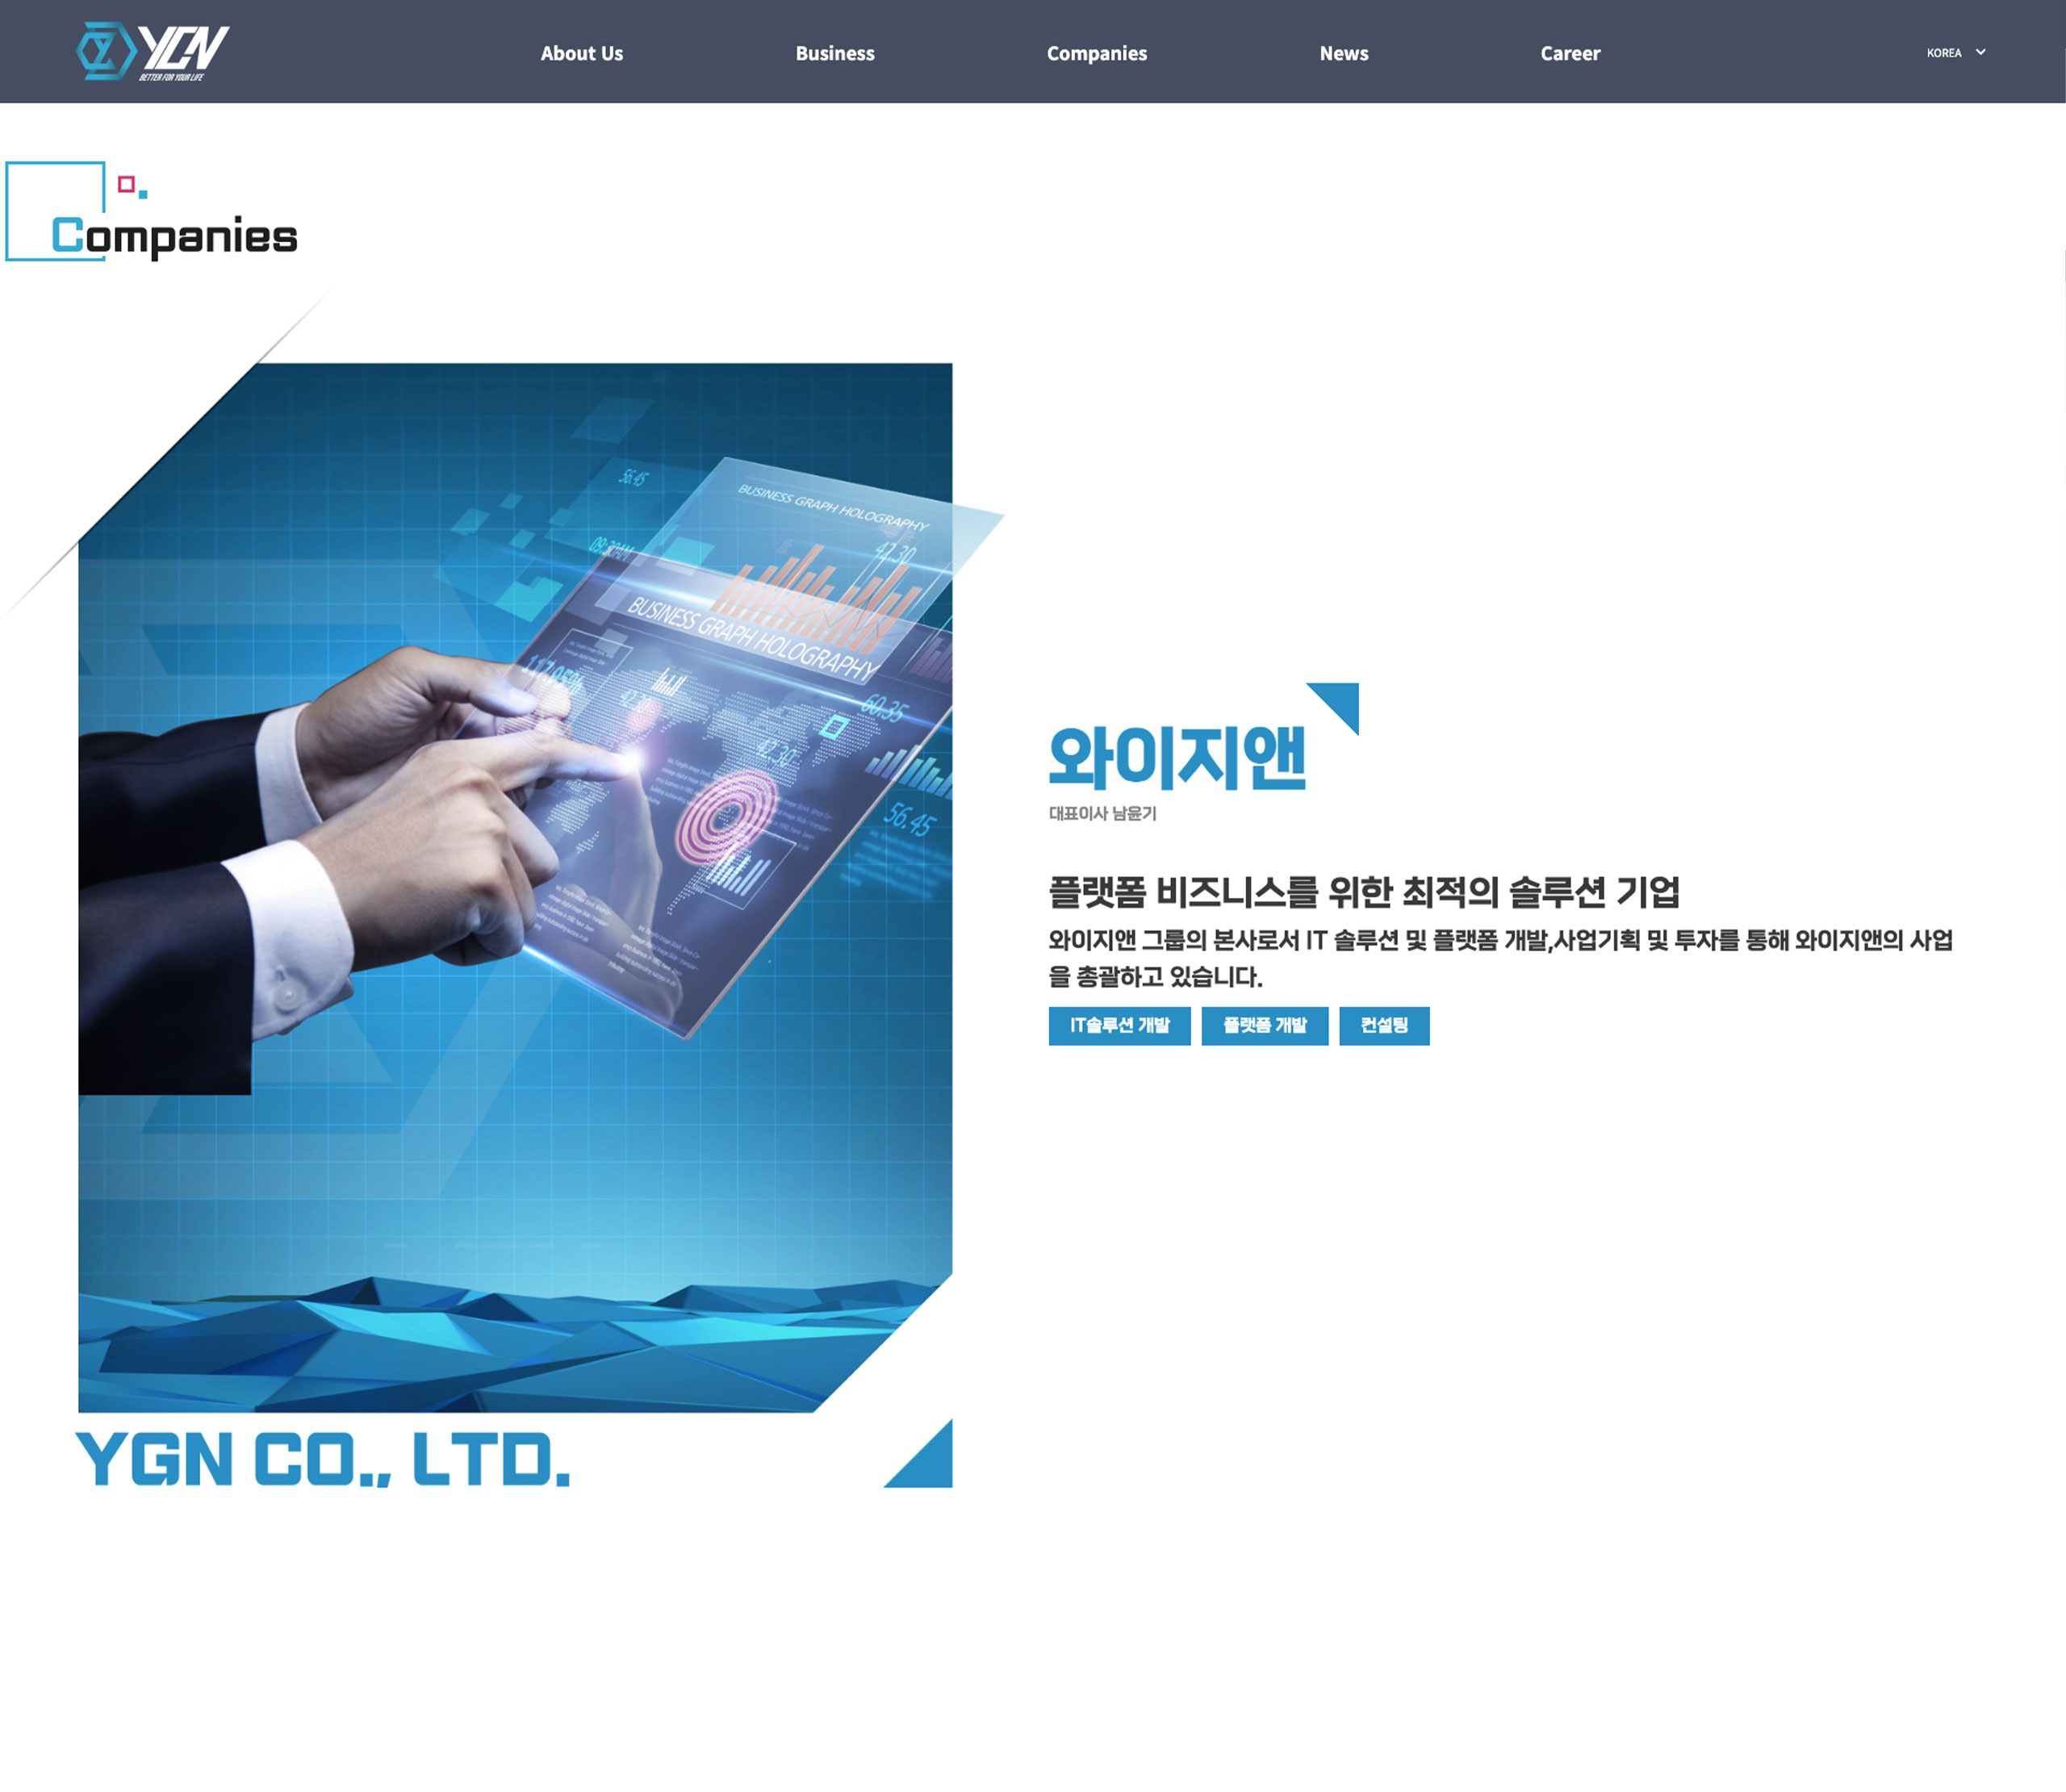 YGN
BETTER FOR YOUR LIFE
About Us
Business
Companies
News
Career
KOREA
Companies
56.45
BUSINESS GRAPH HOLOGRAPHY
42.30
BUSINESS GRAPH HOLOGRAPHY
60.35
42.30
56.45
와이지앤
대표이사 남윤기
플랫폼 비즈니스를 위한 최적의 솔루션 기업
와이지앤 그룹의 본사로서 IT 솔루션 및 플랫폼 개발,사업기획 및 투자를 통해 와이지앤의 사업
을 총괄하고 있습니다.
IT솔루션 개발
플랫폼 개발
컨설팅
YGN CO., LTD.